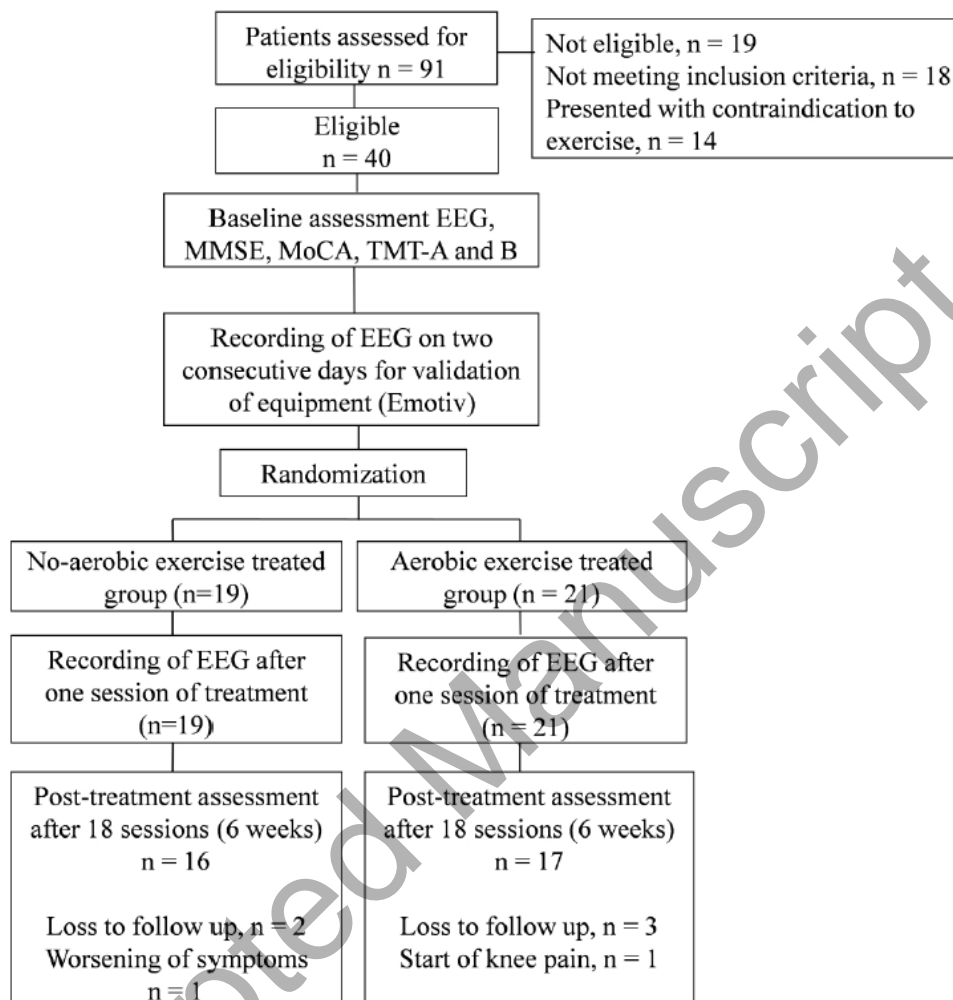 Patients assessed for
eligibility n = 91
Not eligible, n = 19
Not meeting inclusion criteria, n = 18
Presented with contraindication to
exercise, n = 14
Eligible
n = 40
Baseline assessment EEG,
MMSE, MoCA, TMT-A and B
Recording of EEG on two
consecutive days for validation
of equipment (Emotiv)
Randomization
No-aerobic exercise treated
group (n=19)
Aerobic exercise treated
group (n = 21)
Recording of EEG after
one session of treatment
(n=19)
Recording of EEG after
one session of treatment
(n = 21)
Post-treatment assessment
after 18 sessions (6 weeks)
n = 16
Loss to follow up, n = 2
Worsening of symptoms
n = 1
Post-treatment assessment
after 18 sessions (6 weeks)
n = 17
Loss to follow up, n = 3
Start of knee pain, n = 1
pted Manuscript